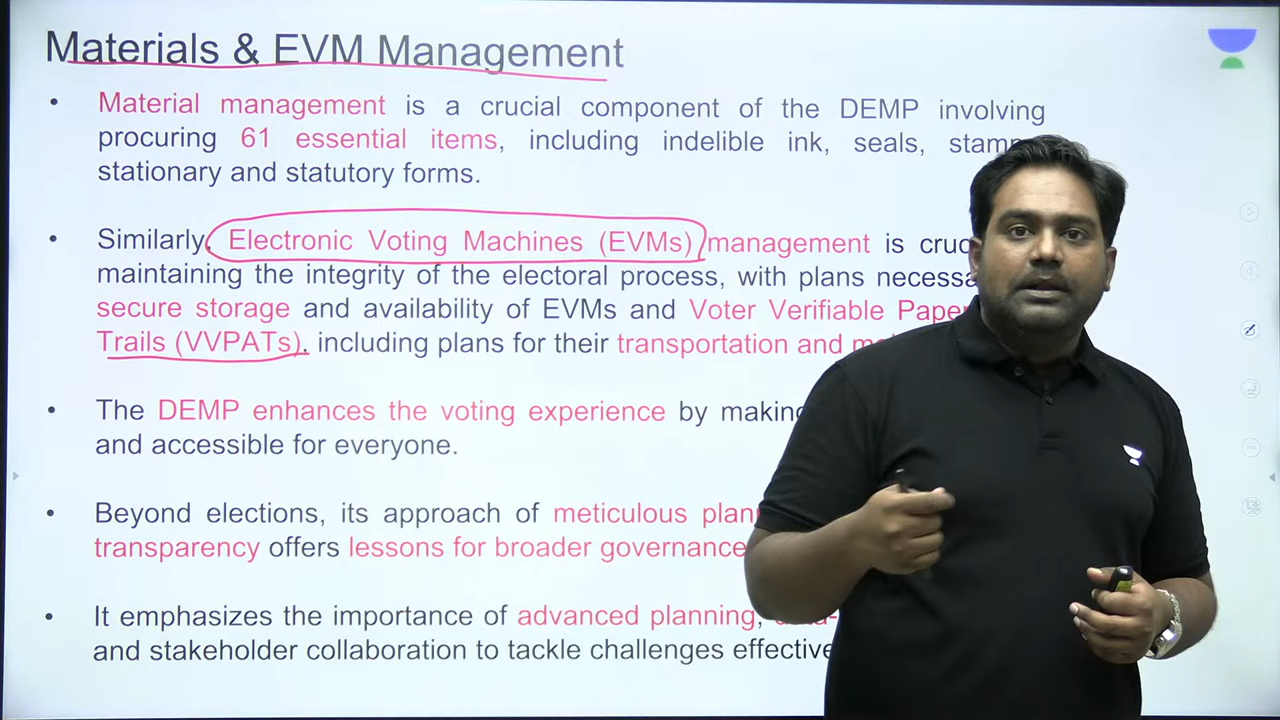 Materials & EVM Management
• Material management is a crucial component of the DEMP involving
procuring 61 essential items, including indelible ink, seals,
stationary and statutory forms.
• Similarly, Electronic Voting Machines (EVMs) management is
maintaining the integrity of the electoral process, with plans
secure storage and availability of EVMs and Voter Verifiable Paper
Trails (VVPATs), including plans for their transportation and
• The DEMP enhances the voting experience by making
and accessible for everyone.
• Beyond elections, its approach of meticulous
transparency offers lessons for broader governance
• It emphasizes the importance of advanced planning,
and stakeholder collaboration to tackle challenges